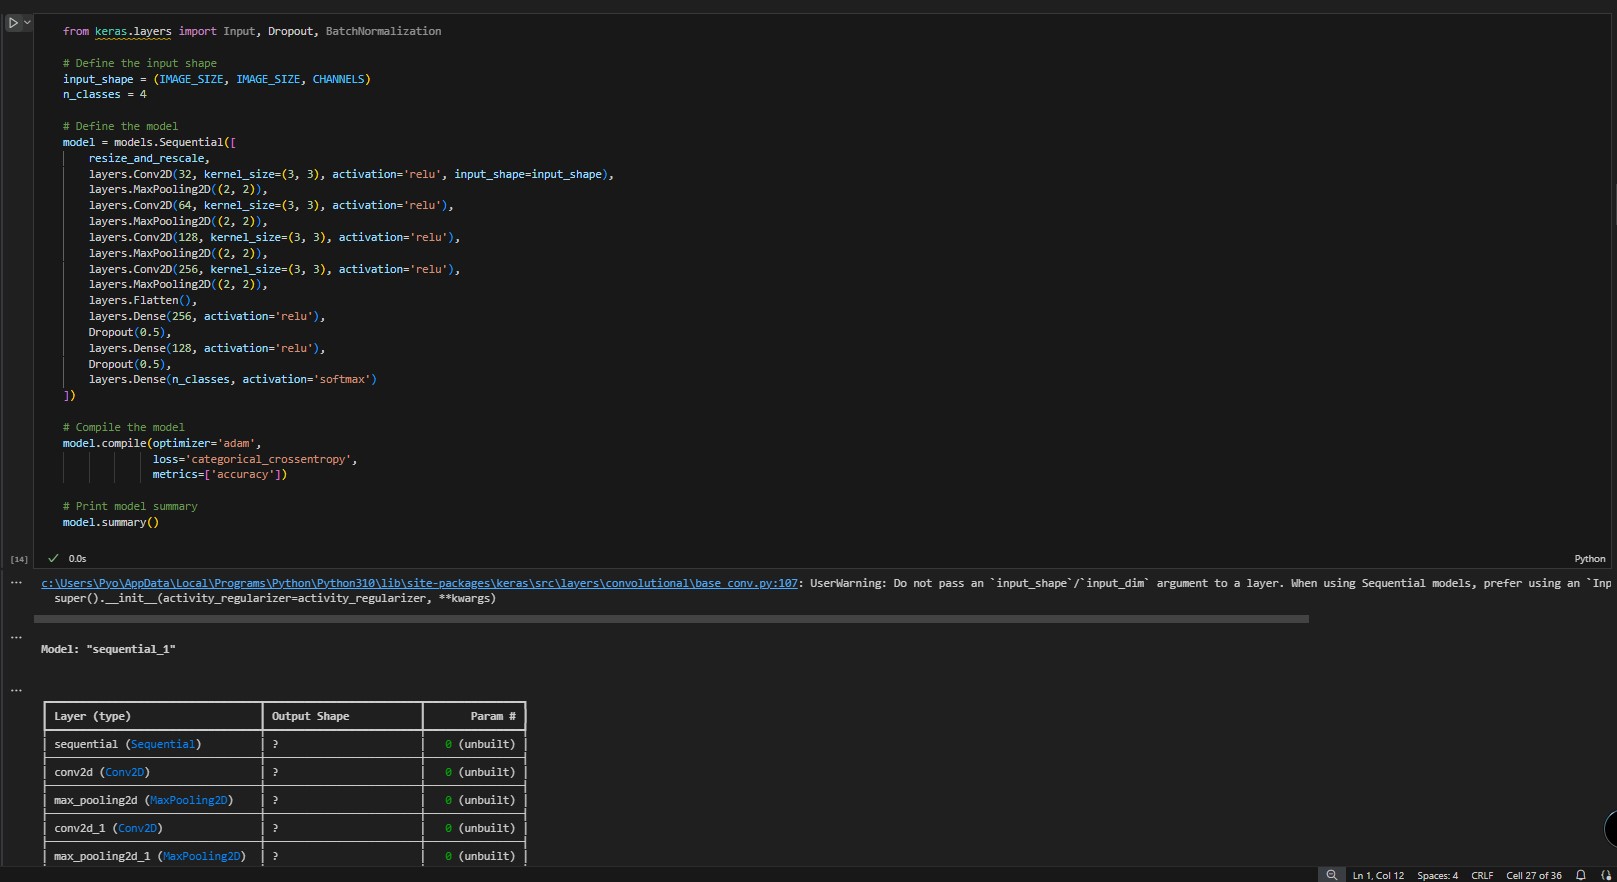 from keras.layers import Input, Dropout, BatchNormalization
# Define the input shape
input_shape = (IMAGE_SIZE, IMAGE_SIZE, CHANNELS)
n_classes = 4
# Define the model
model = models.Sequential([
resize_and_rescale,
layers.Conv2D(32, kernel_size=(3, 3), activation='relu', input_shape=input_shape),
layers.MaxPooling2D((2, 2)),
layers.Conv2D(64, kernel_size=(3, 3), activation='relu'),
layers.MaxPooling2D((2, 2)),
layers.Conv2D(128, kernel_size=(3, 3), activation='relu'),
layers.MaxPooling2D((2, 2)),
layers.Conv2D(256, kernel_size=(3, 3), activation='relu'),
layers.MaxPooling2D((2, 2)),
layers.Flatten(),
layers.Dense(256, activation='relu'),
Dropout(0.5),
layers.Dense(128, activation='relu'),
Dropout(0.5),
layers.Dense(n_classes, activation='softmax')
])
# Compile the model
model.compile(optimizer='adam',
loss='categorical_crossentropy',
metrics=['accuracy'])
# Print model summary
model.summary()
[14] 0.0s Python
... c:\Users\Pyo\AppData\Local\Programs\Python\Python310\lib\site-packages\keras\src\layers\convolutional\base_conv.py:107: UserWarning: Do not pass an `input_shape`/`input_dim` argument to a layer. When using Sequential models, prefer using an `Inp
super().__init__(activity_regularizer=activity_regularizer, **kwargs)
...
Model: "sequential_1"
...
Layer (type) Output Shape Param #
sequential (Sequential) ? 0 (unbuilt)
conv2d (Conv2D) ? 0 (unbuilt)
max_pooling2d (MaxPooling2D) ? 0 (unbuilt)
conv2d_1 (Conv2D) ? 0 (unbuilt)
max_pooling2d_1 (MaxPooling2D) ? 0 (unbuilt)
Ln 1, Col 12 Spaces: 4 CRLF Cell 27 of 36